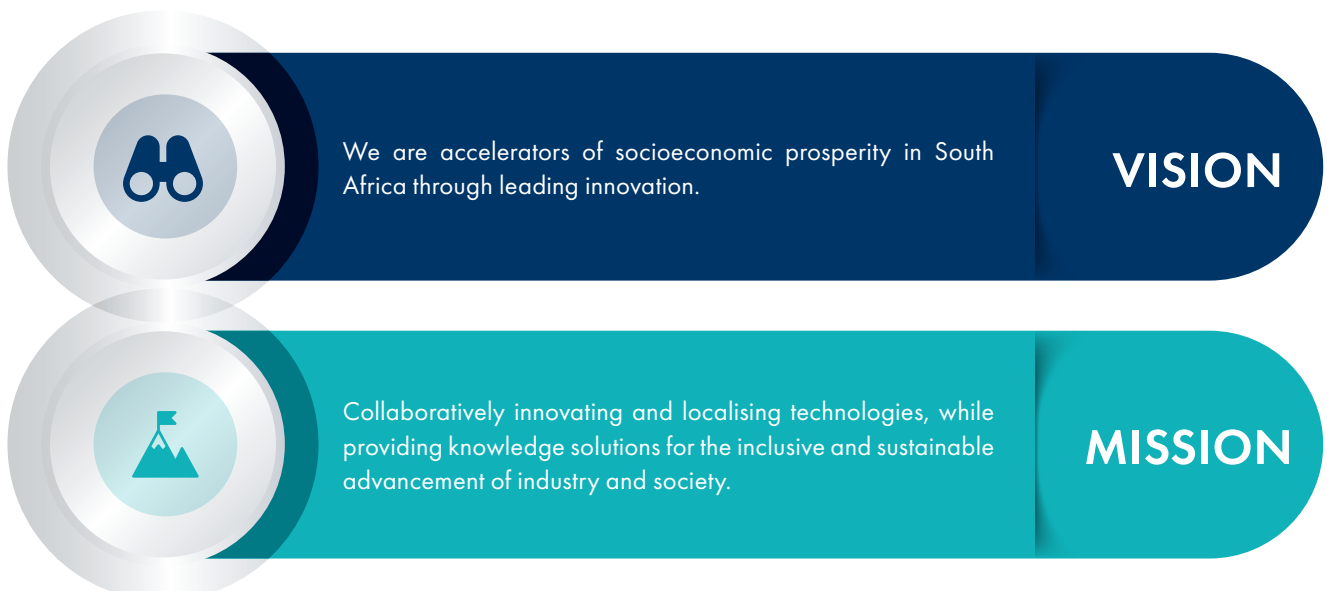 We are accelerators of socioeconomic prosperity in South
Africa through leading innovation.
VISION
Collaboratively innovating and localising technologies, while
providing knowledge solutions for the inclusive and sustainable
advancement of industry and society.
MISSION